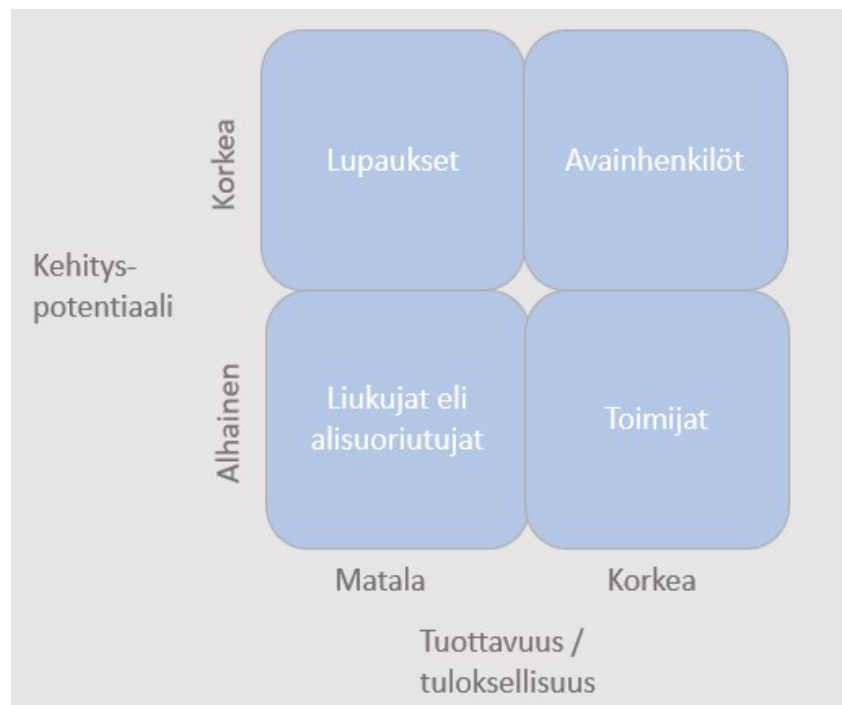 Korkea
Lupaukset
Avainhenkilöt
Kehitys-
potentiaali
Alhainen
Liukujat eli
alisuoriutujat
Toimijat
Matala
Korkea
Tuottavuus /
tuloksellisuus